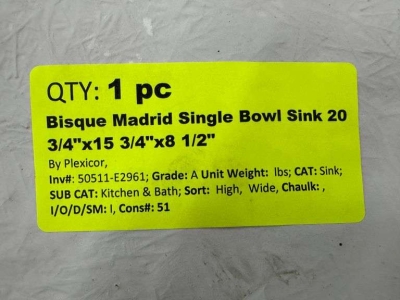 QTY: 1 pc
Bisque Madrid Single Bowl Sink 20
3/4"x15 3/4"x8 1/2"
By Plexicor,
Inv#: 50511-E2961; Grade: A Unit Weight:  lbs; CAT: Sink;
SUB CAT: Kitchen & Bath; Sort:  High,  Wide, Chaulk: ,
I/O/D/SM: I, Cons#: 51